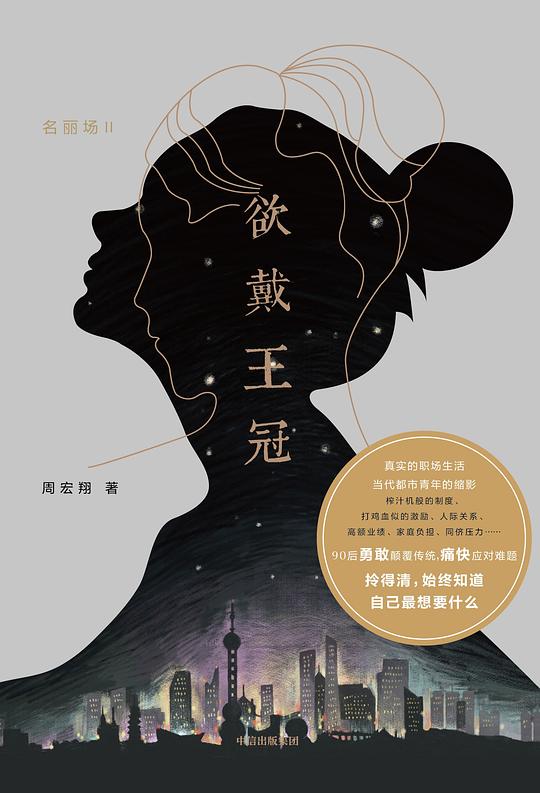 名丽场II
欲戴王冠
周宏翔 著
真实的职场生活
当代都市青年的缩影
榨汁机般的制度、
打鸡血似的激励、人际关系、
高额业绩、家庭负担、同侪压力……
90后勇敢颠覆传统,痛快应对难题
拎得清,始终知道
自己最想要什么
中信出版集团